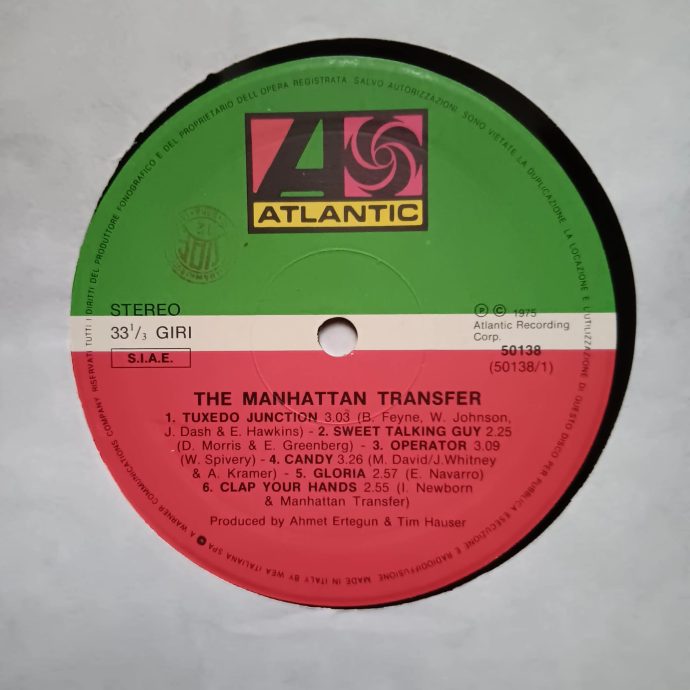 RISERVATI TUTTI I DIRITTI DEL PRODUTTORE FONOGRAFICO E DEL PROPRIETARIO DELL'OPERA REGISTRATA. SALVO AUTORIZZAZIONI, SONO VIETATE LA DUPLICAZIONE, LA LOCAZIONE E L'UTILIZZAZIONE DI QUESTO DISCO PER PUBBLICA ESECUZIONE E RADIODIFFUSIONE.
ATLANTIC
STEREO
33 1/3 GIRI
S.I.A.E.
Ⓟ © 1975
Atlantic Recording
Corp.
50138
(50138/1)
THE MANHATTAN TRANSFER
1. TUXEDO JUNCTION 3.03 (B. Feyne, W. Johnson,
J. Dash & E. Hawkins) - 2. SWEET TALKING GUY 2.25
(D. Morris & E. Greenberg) - 3. OPERATOR 3.09
(W. Spivery) - 4. CANDY 3.26 (M. David/J.Whitney
& A. Kramer) - 5. GLORIA 2.57 (E. Navarro)
6. CLAP YOUR HANDS 2.55 (I. Newborn
& Manhattan Transfer)
Produced by Ahmet Ertegun & Tim Hauser
MADE IN ITALY BY WEA ITALIANA SPA A WARNER COMMUNICATIONS COMPANY